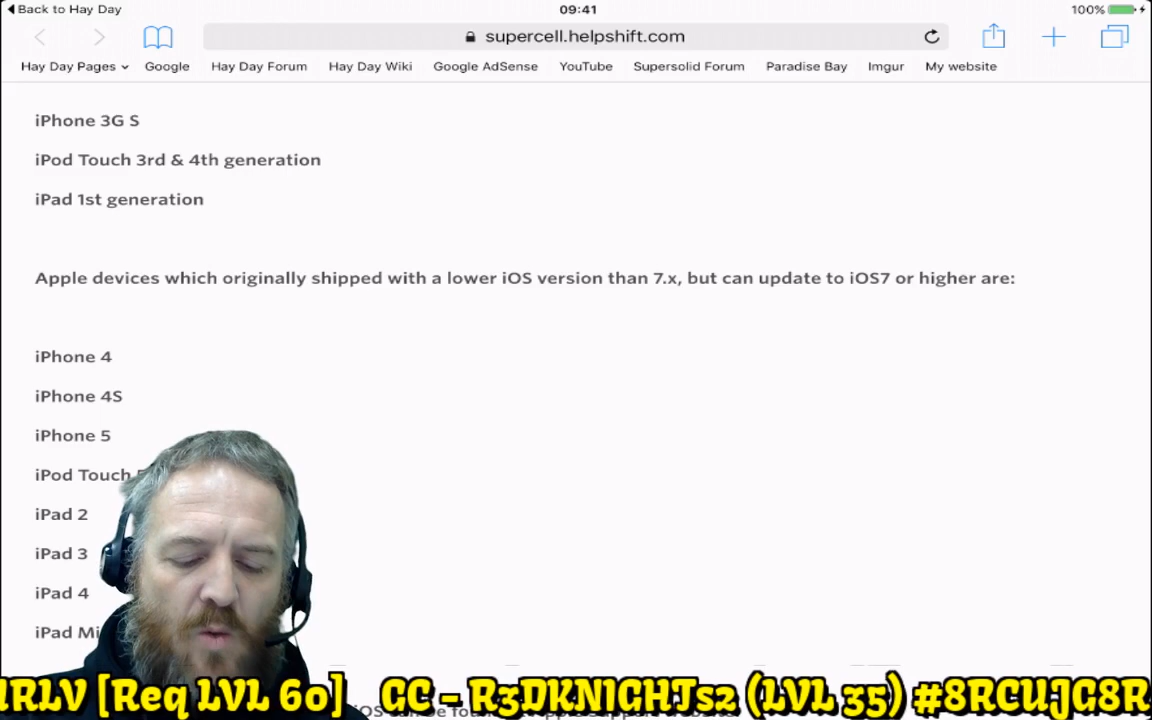 Back to Hay Day 09:41 100%
supercell.helpshift.com
Hay Day Pages Google Hay Day Forum Hay Day Wiki Google AdSense YouTube Supersolid Forum Paradise Bay Imgur My website
iPhone 3G S
iPod Touch 3rd & 4th generation
iPad 1st generation
Apple devices which originally shipped with a lower iOS version than 7.x, but can update to iOS7 or higher are:
iPhone 4
iPhone 4S
iPhone 5
iPod Touch
iPad 2
iPad 3
iPad 4
iPad
[Req LVL 60] CC - R3DKNIGHTs2 (LVL 35) #8RCUJG8R